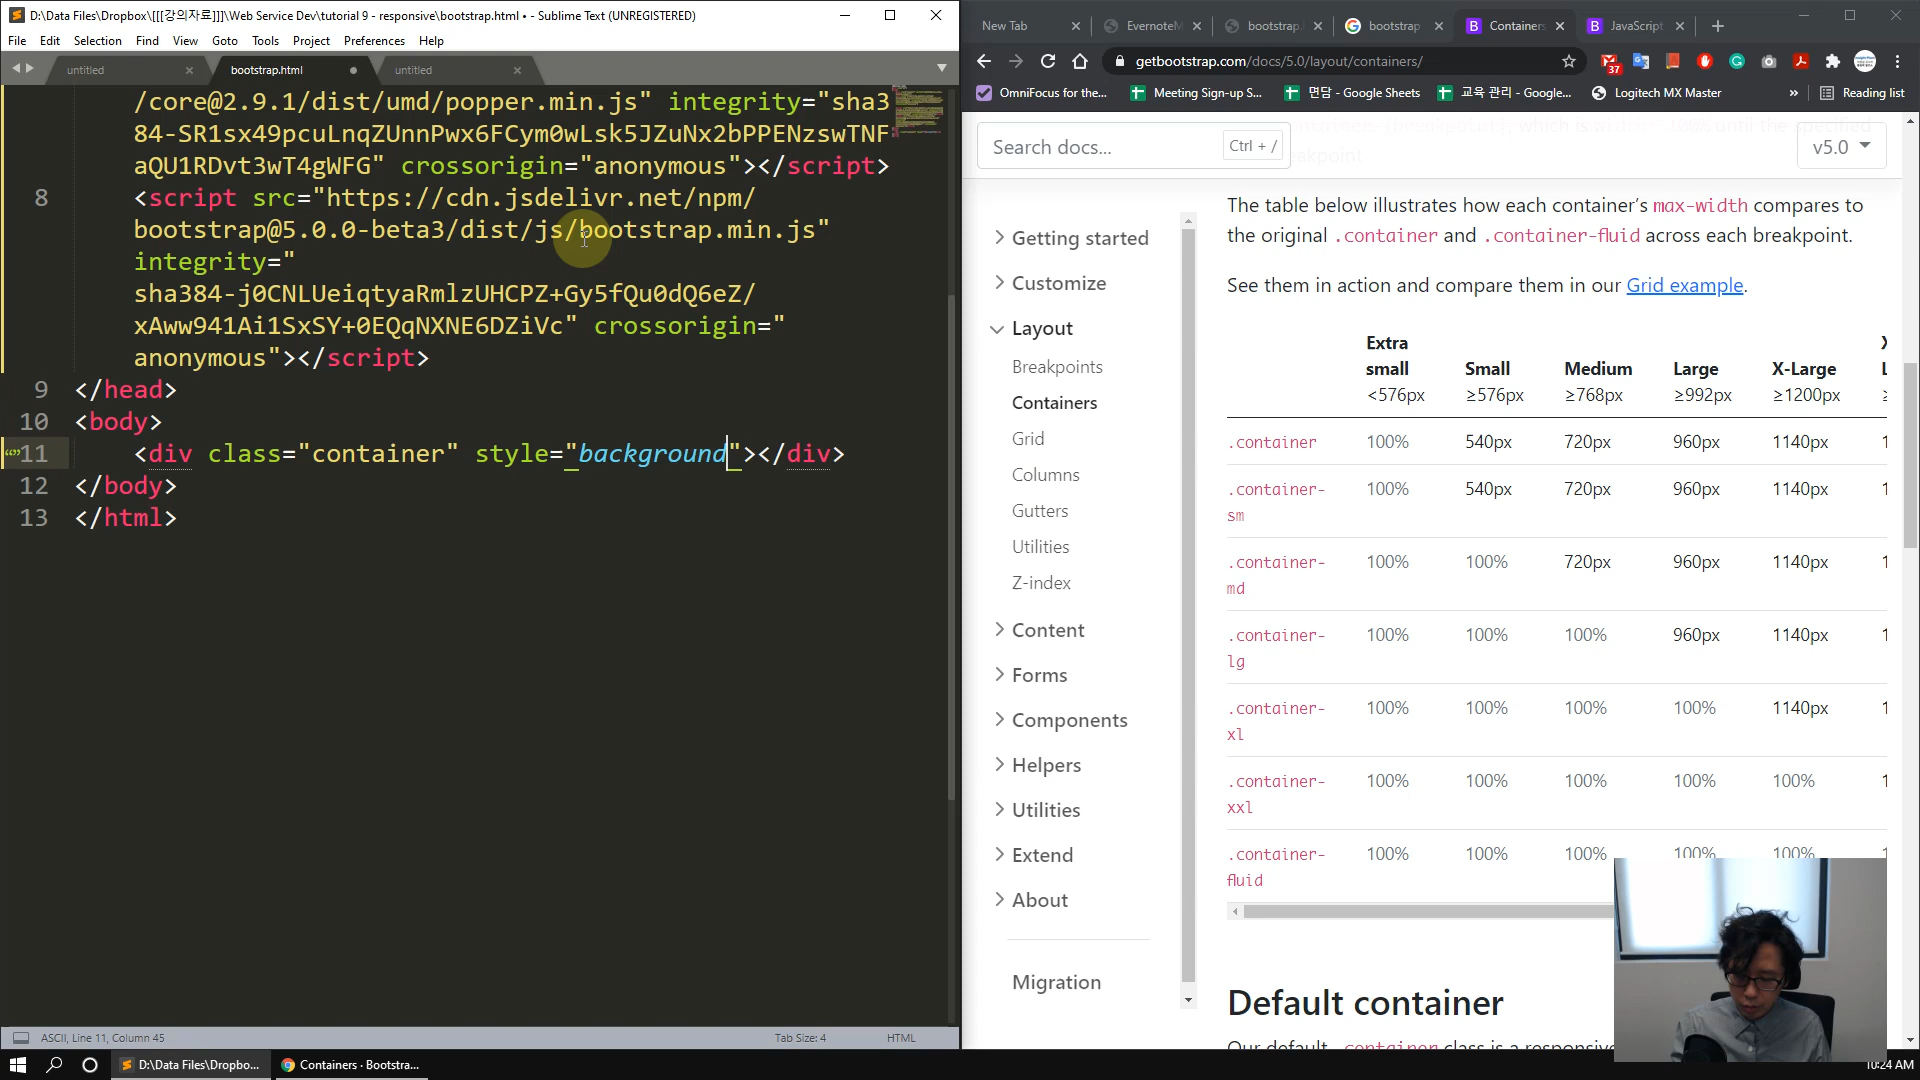 D:\Data Files\Dropbox\[[[강의자료]]]\Web Service Dev\tutorial 9 - responsive\bootstrap.html • - Sublime Text (UNREGISTERED)
File Edit Selection Find View Goto Tools Project Preferences Help
untitled
bootstrap.html
untitled
/core@2.9.1/dist/umd/popper.min.js" integrity="sha3
84-SR1sx49pcuLnqZUnnPwx6FCym0wLsk5JZuNx2bPPENzswTNF
aQU1RDvt3wT4gWFG" crossorigin="anonymous"></script>
8 <script src="https://cdn.jsdelivr.net/npm/
bootstrap@5.0.0-beta3/dist/js/bootstrap.min.js"
integrity="
sha384-j0CNLUeiqtyaRmlzUHCPZ+Gy5fQu0dQ6eZ/
xAww941Ai1SxSY+0EQqNXNE6DZiVc" crossorigin="
anonymous"></script>
9 </head>
10 <body>
11 <div class="container" style="background"></div>
12 </body>
13 </html>
ASCII, Line 11, Column 45
Tab Size: 4
HTML
New Tab
EvernoteM
bootstrap.
bootstrap
Containers
JavaScript
getbootstrap.com/docs/5.0/layout/containers/
37
OmniFocus for the...
Meeting Sign-up S...
면담 - Google Sheets
교육 관리 - Google...
Logitech MX Master
»
Reading list
Search docs...
Ctrl + /
v5.0
Getting started
Customize
Layout
Breakpoints
Containers
Grid
Columns
Gutters
Utilities
Z-index
Content
Forms
Components
Helpers
Utilities
Extend
About
Migration
The table below illustrates how each container's max-width compares to
the original .container and .container-fluid across each breakpoint.
See them in action and compare them in our Grid example.
Extra small <576px
Small ≥576px
Medium ≥768px
Large ≥992px
X-Large ≥1200px
.container 100% 540px 720px 960px 1140px
.container-sm 100% 540px 720px 960px 1140px
.container-md 100% 100% 720px 960px 1140px
.container-lg 100% 100% 100% 960px 1140px
.container-xl 100% 100% 100% 100% 1140px
.container-xxl 100% 100% 100% 100% 100%
.container-fluid 100% 100% 100% 100% 100%
Default container
Our default .container class is a responsive
D:\Data Files\Dropbo...
Containers · Bootstra...
10:24 AM